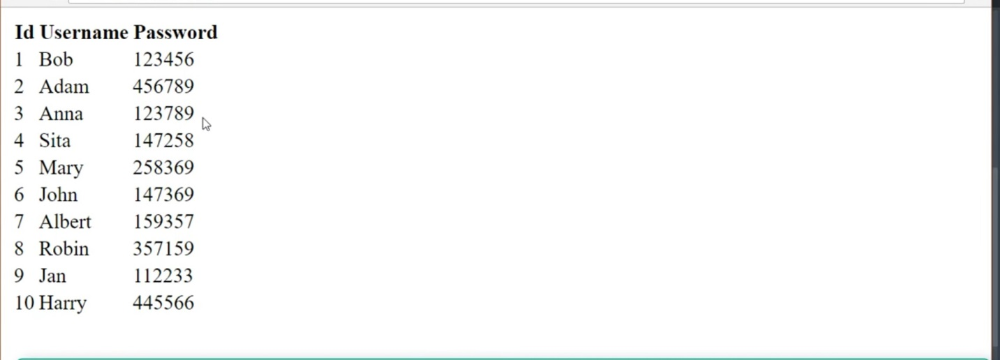 Id Username Password
1 Bob 123456
2 Adam 456789
3 Anna 123789
4 Sita 147258
5 Mary 258369
6 John 147369
7 Albert 159357
8 Robin 357159
9 Jan 112233
10 Harry 445566